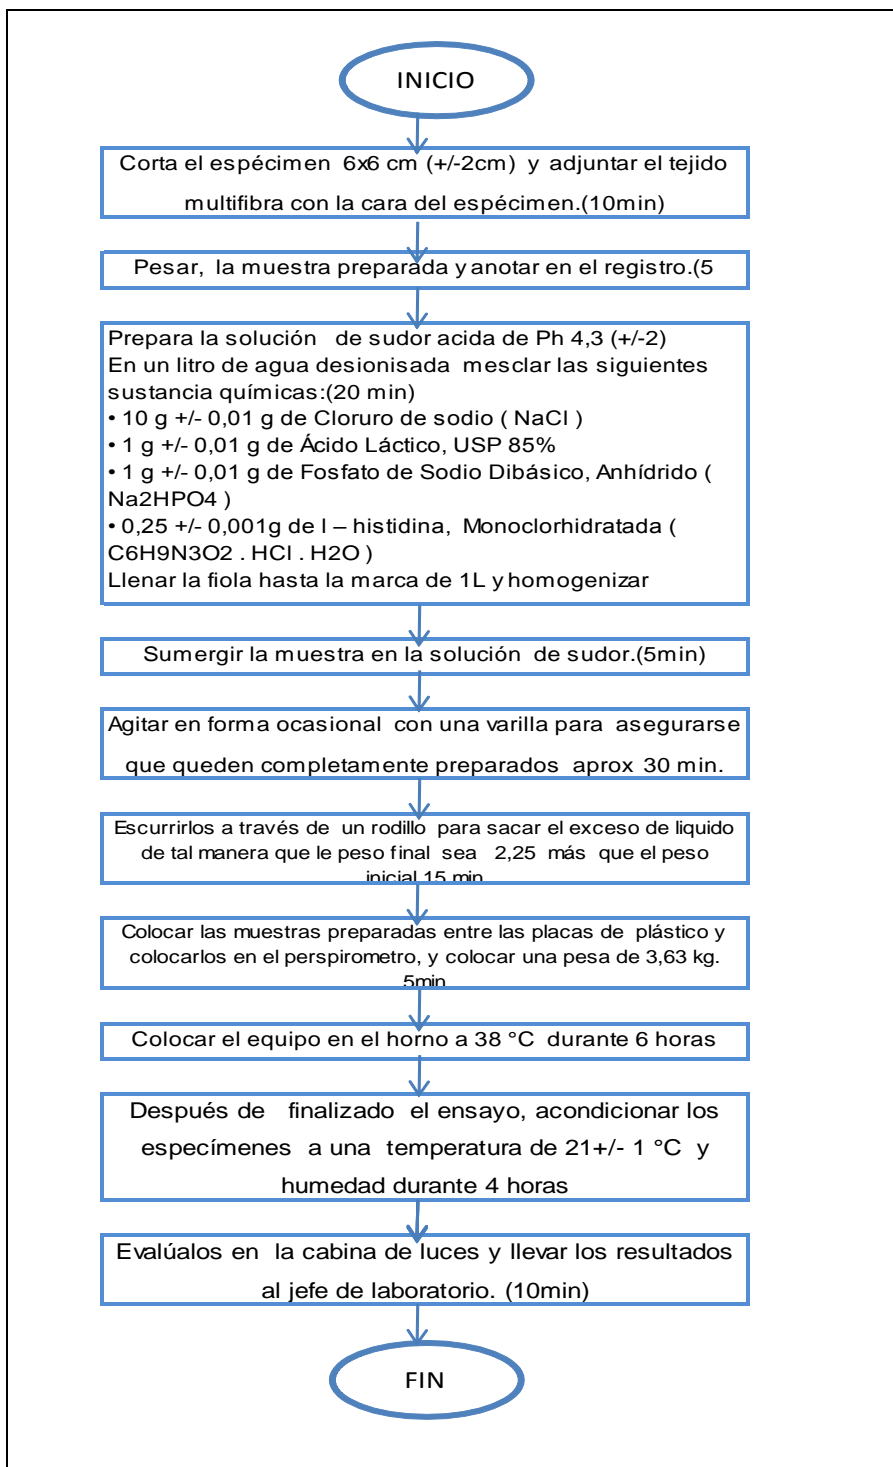 INICIO
Corta el espécimen 6x6 cm (+/-2cm) y adjuntar el tejido
multifibra con la cara del espécimen.(10min)
Pesar, la muestra preparada y anotar en el registro.(5
Prepara la solución de sudor acida de Ph 4,3 (+/-2)
En un litro de agua desionisada mesclar las siguientes
sustancia químicas:(20 min)
• 10 g +/- 0,01 g de Cloruro de sodio ( NaCl )
• 1 g +/- 0,01 g de Ácido Láctico, USP 85%
• 1 g +/- 0,01 g de Fosfato de Sodio Dibásico, Anhídrido (
Na2HPO4 )
• 0,25 +/- 0,001g de l – histidina, Monoclorhidratada (
C6H9N3O2 . HCl . H2O )
Llenar la fiola hasta la marca de 1L y homogenizar
Sumergir la muestra en la solución de sudor.(5min)
Agitar en forma ocasional con una varilla para asegurarse
que queden completamente preparados aprox 30 min.
Escurrirlos a través de un rodillo para sacar el exceso de liquido
de tal manera que le peso final sea 2,25 más que el peso
inicial 15 min
Colocar las muestras preparadas entre las placas de plástico y
colocarlos en el perspirometro, y colocar una pesa de 3,63 kg.
5min
Colocar el equipo en el horno a 38 °C durante 6 horas
Después de finalizado el ensayo, acondicionar los
especímenes a una temperatura de 21+/- 1 °C y
humedad durante 4 horas
Evalúalos en la cabina de luces y llevar los resultados
al jefe de laboratorio. (10min)
FIN